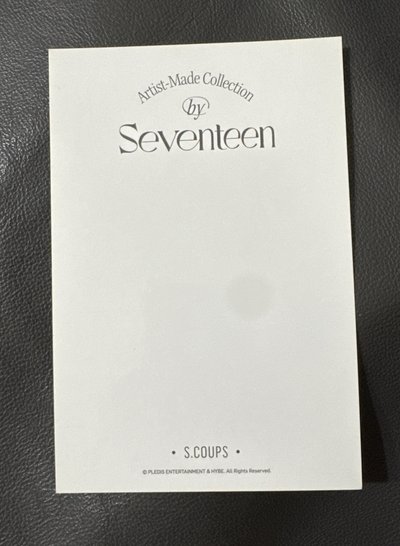 Artist-Made Collection
by
Seventeen
• S.COUPS •
© PLEDIS ENTERTAINMENT & HYBE. All Rights Reserved.